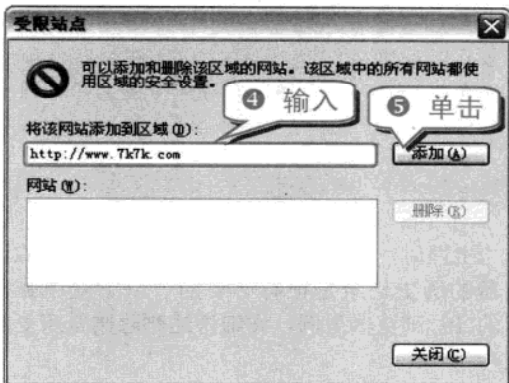 受限站点
可以添加和删除该区域的网站。该区域中的所有网站都使
用区域的安全设置。
❹ 输入
❺ 单击
将该网站添加到区域(D):
http://www.7k7k.com
添加(A)
网站(W):
删除(R)
关闭(C)